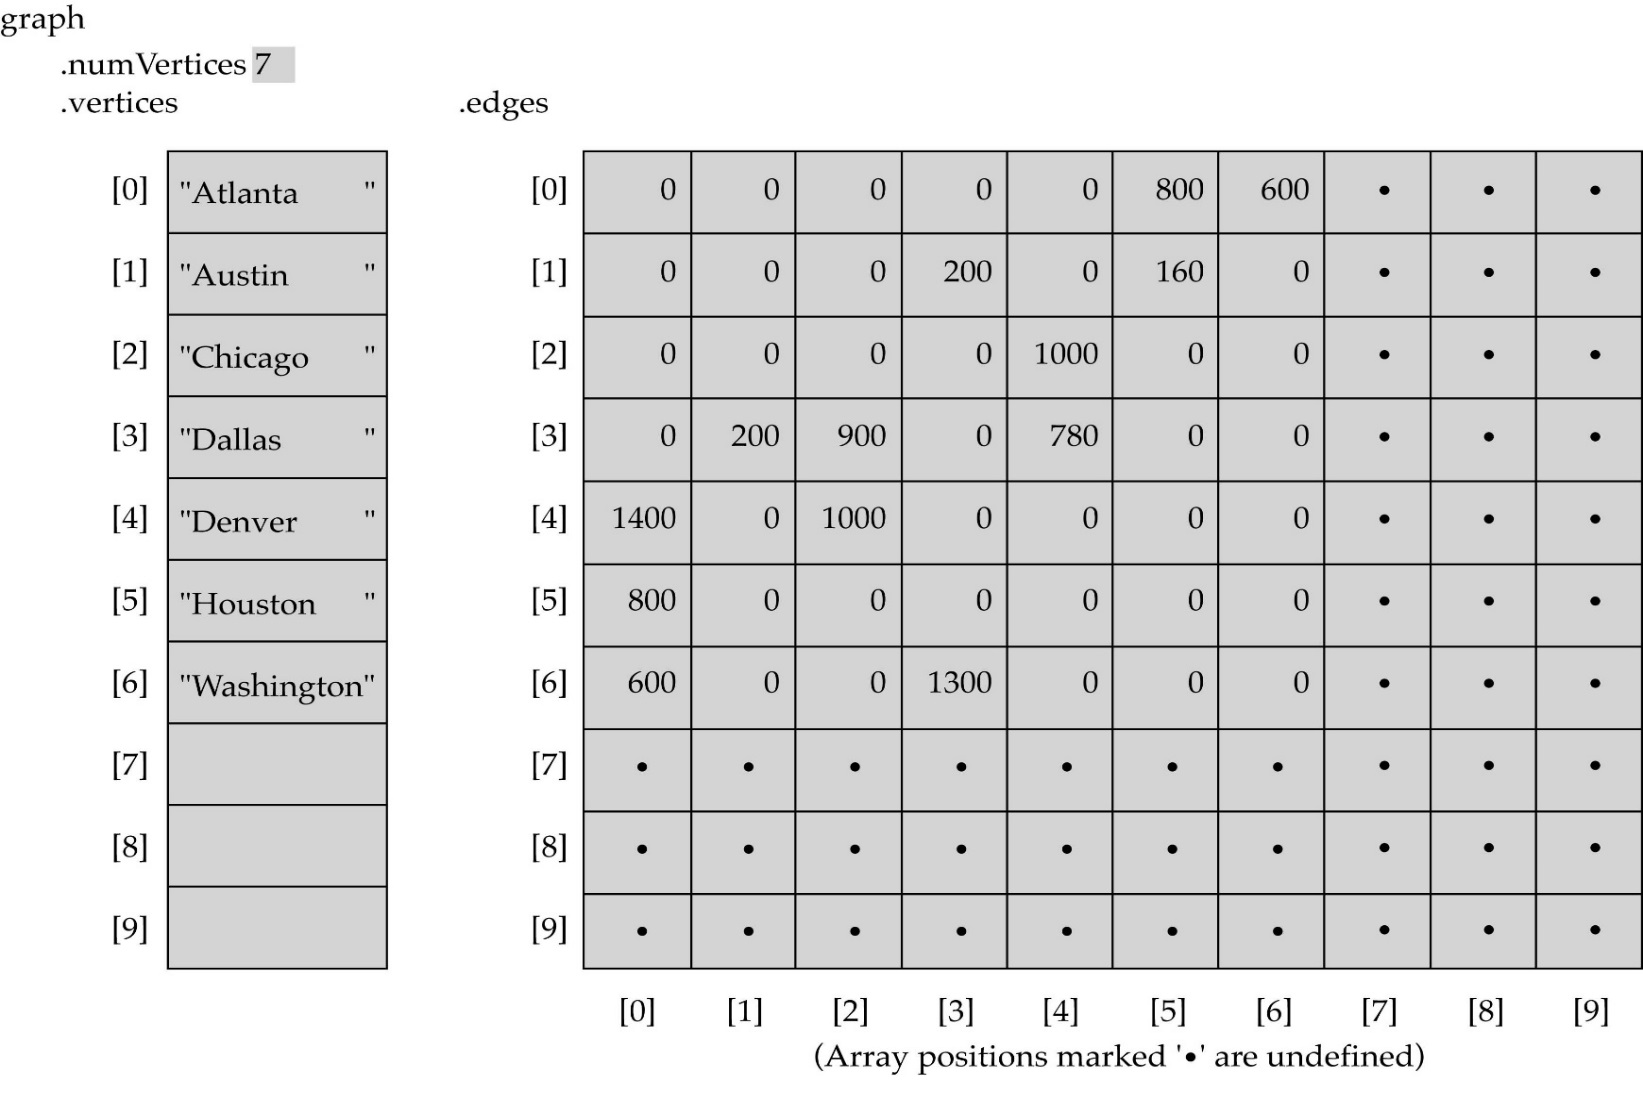 graph
.numVertices 7
.vertices .edges
[0] "Atlanta " [0] 0 0 0 0 0 800 600 • • •
[1] "Austin " [1] 0 0 0 200 0 160 0 • • •
[2] "Chicago " [2] 0 0 0 0 1000 0 0 • • •
[3] "Dallas " [3] 0 200 900 0 780 0 0 • • •
[4] "Denver " [4] 1400 0 1000 0 0 0 0 • • •
[5] "Houston " [5] 800 0 0 0 0 0 0 • • •
[6] "Washington" [6] 600 0 0 1300 0 0 0 • • •
[7] [7] • • • • • • • • • •
[8] [8] • • • • • • • • • •
[9] [9] • • • • • • • • • •
[0] [1] [2] [3] [4] [5] [6] [7] [8] [9]
(Array positions marked '•' are undefined)